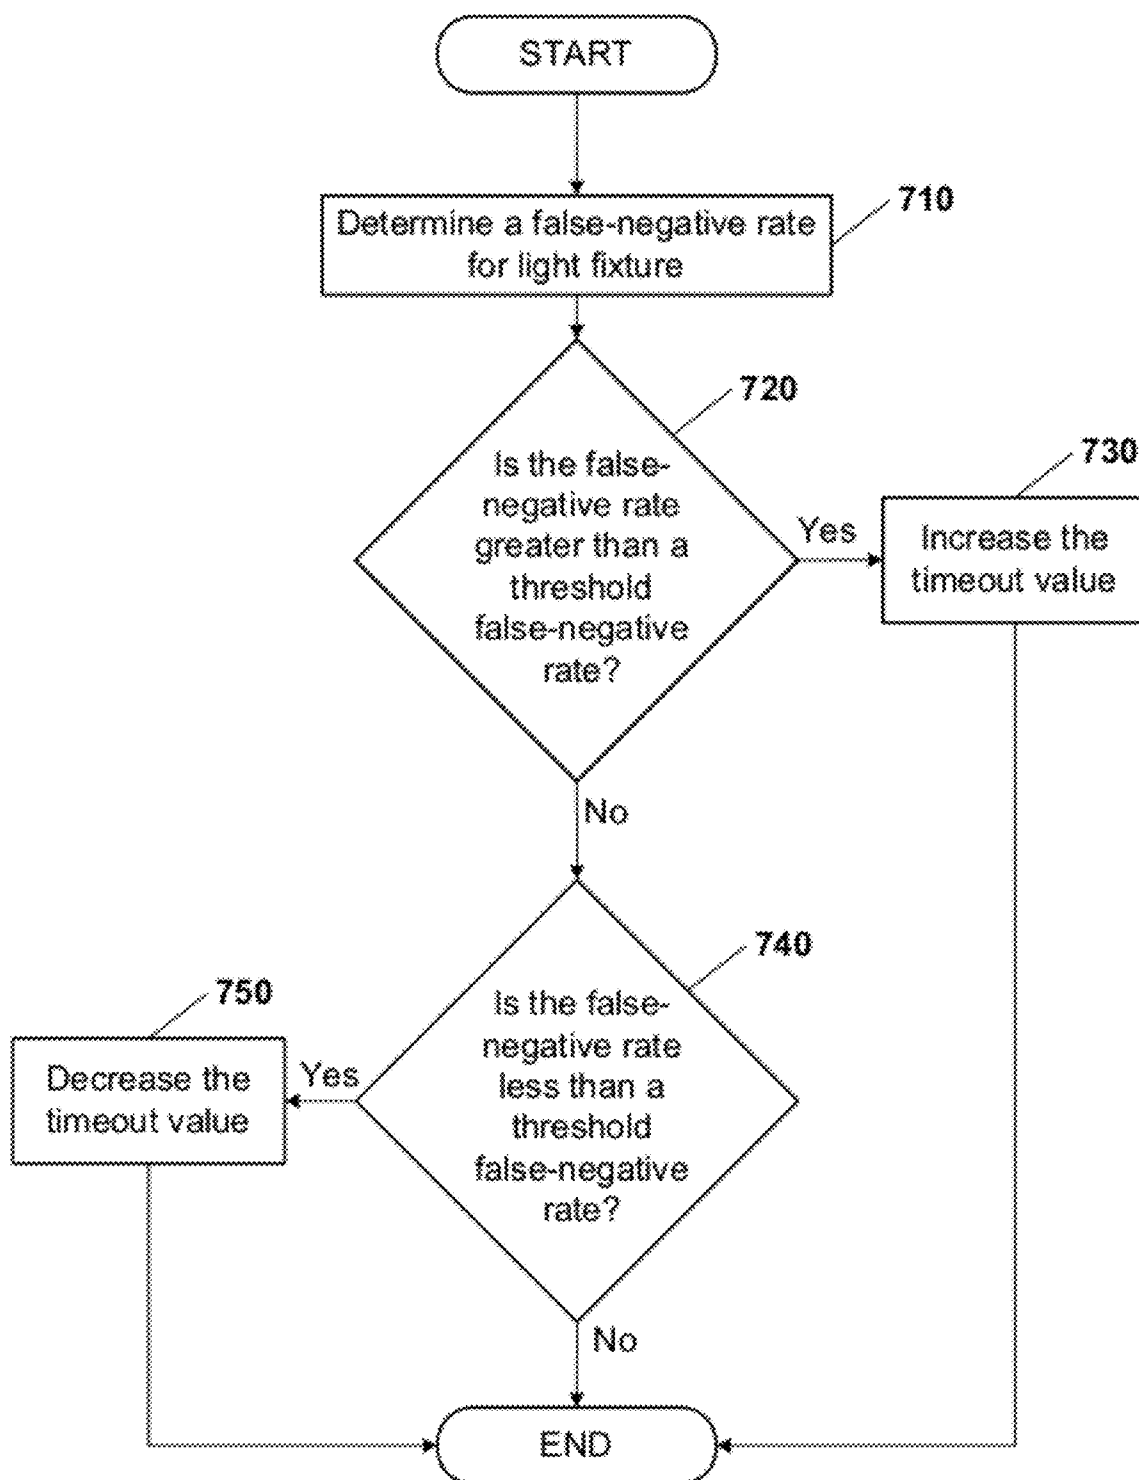 START
710
Determine a false-negative rate
for light fixture
720
Is the false-
negative rate
greater than a
threshold
false-negative
rate?
Yes
730
Increase the
timeout value
No
740
Is the false-
negative rate
less than a
threshold
false-negative
rate?
750
Yes
Decrease the
timeout value
No
END